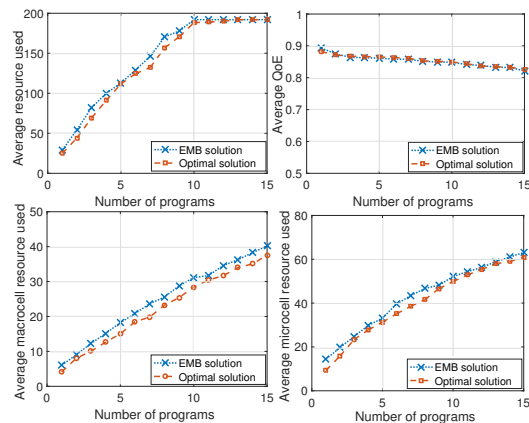 Average resource used
200
150
100
50
0
0
5
10
15
Number of programs
EMB solution
Optimal solution
Average QoE
1
0.9
0.8
0.7
0.6
0.5
0
5
10
15
Number of programs
EMB solution
Optimal solution
Average macrocell resource used
50
40
30
20
10
0
0
5
10
15
Number of programs
EMB solution
Optimal solution
Average microcell resource used
80
60
40
20
0
0
5
10
15
Number of programs
EMB solution
Optimal solution